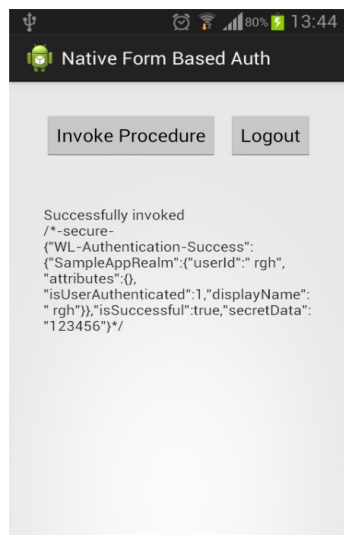 80% 13:44
Native Form Based Auth
Invoke Procedure Logout
Successfully invoked
/*-secure-
{"WL-Authentication-Success":
{"SampleAppRealm":{"userId":" rgh",
"attributes":{},
"isUserAuthenticated":1,"displayName":
" rgh"}},"isSuccessful":true,"secretData":
"123456"}*/